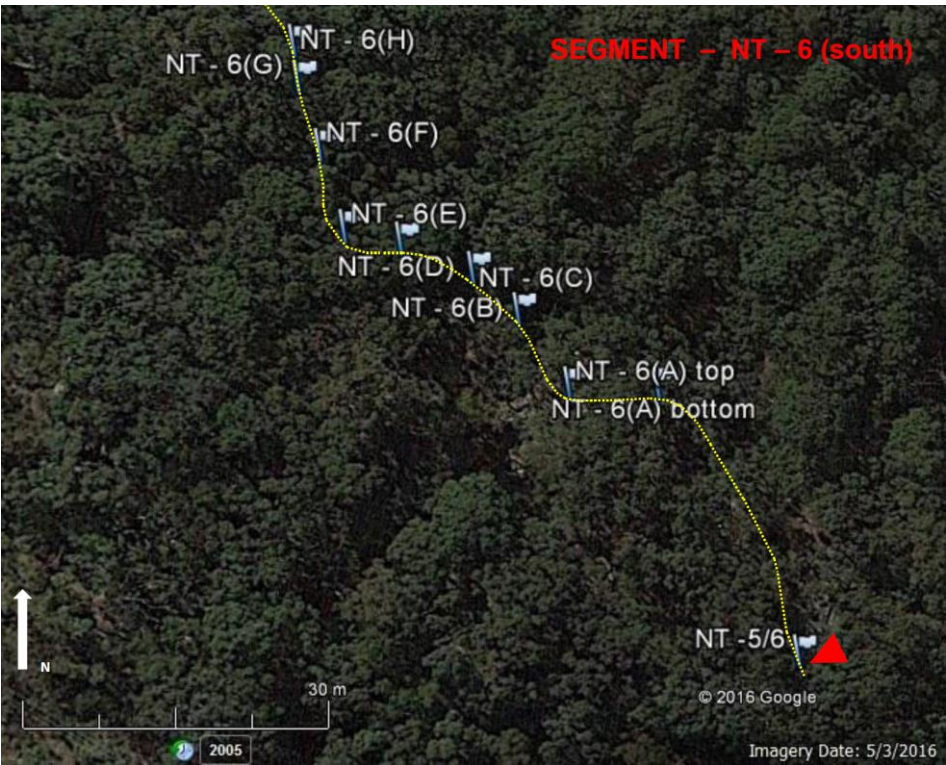 NT - 6(H)
SEGMENT – NT – 6 (south)
NT - 6(G)
NT - 6(F)
NT - 6(E)
NT - 6(D)
NT - 6(C)
NT - 6(B)
NT - 6(A) top
NT - 6(A) bottom
NT -5/6
N
30 m
© 2016 Google
2005
Imagery Date: 5/3/2016